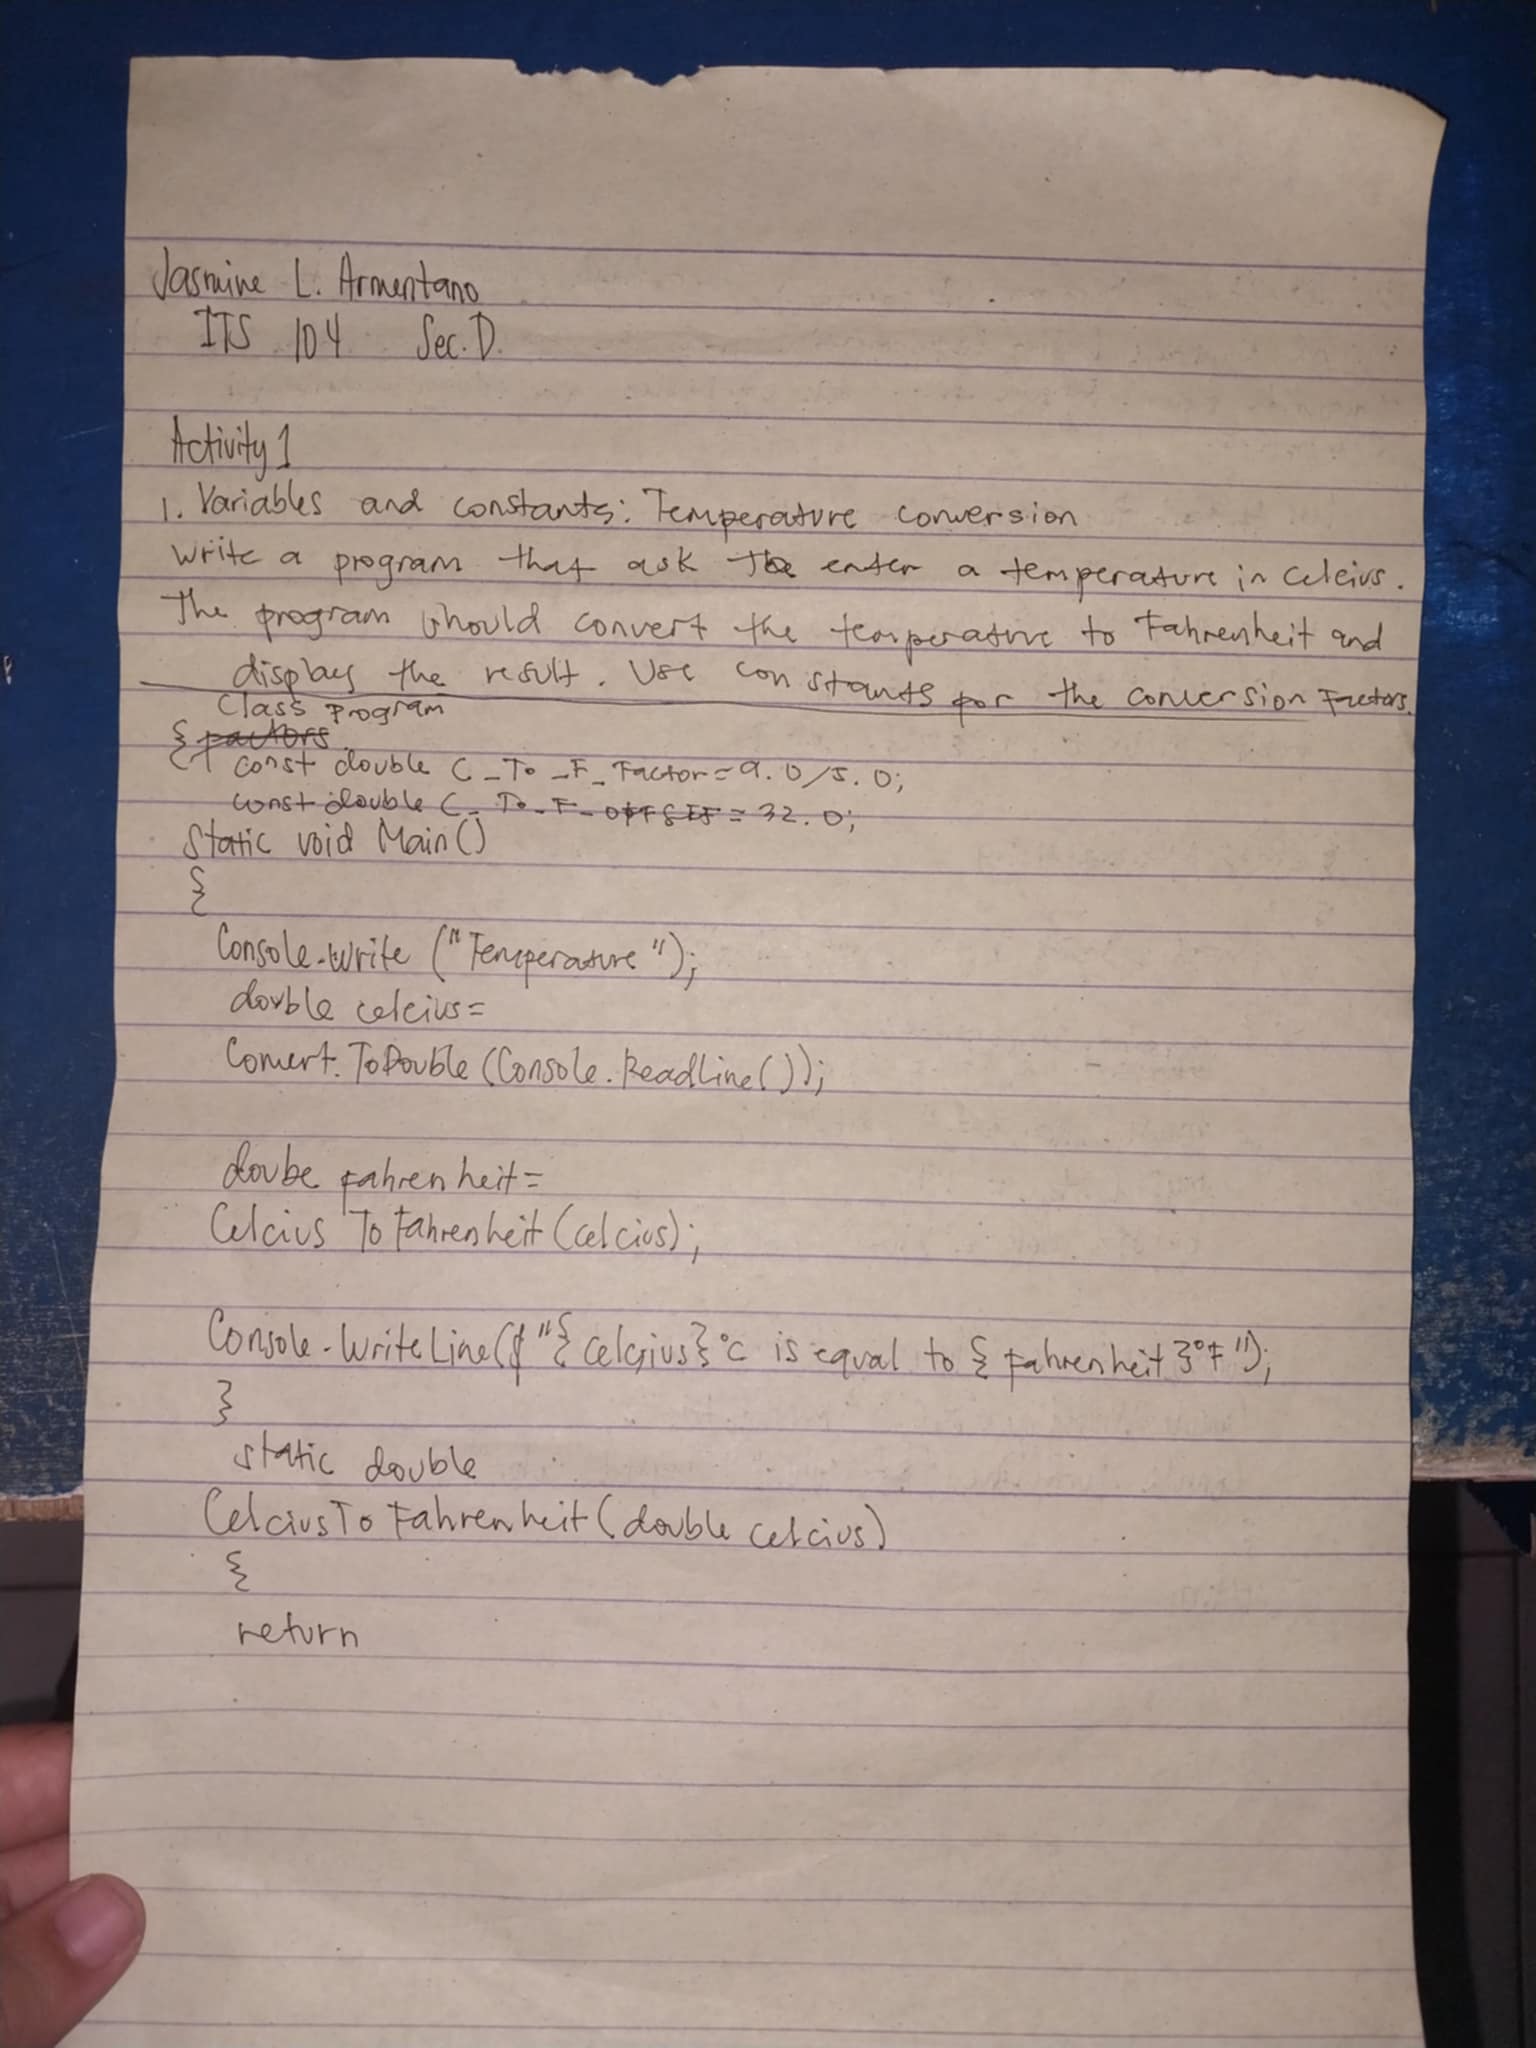 Jasmine L. Armentano
ITS 104 Sec. D.
Activity 1
1. Variables and constants: Temperature conversion
Write a program that ask the enter a temperature in celcius.
The program should convert the temperature to Fahrenheit and
display the result. Use constants for the conversion Factors.
Class Program
{ factors
const double C_To_F_Factor = 9.0/5.0;
const double C_To_F_offset = 32.0;
Static void Main()
{
Console.Write ("Temperature");
double celcius=
Convert.ToDouble (Console.ReadLine());
doube fahrenheit=
Celcius To Fahrenheit (celcius);
Console.WriteLine($"{celcius}°c is equal to {fahrenheit}°F");
}
static double
CelciusTo Fahrenheit (double celcius)
{
return